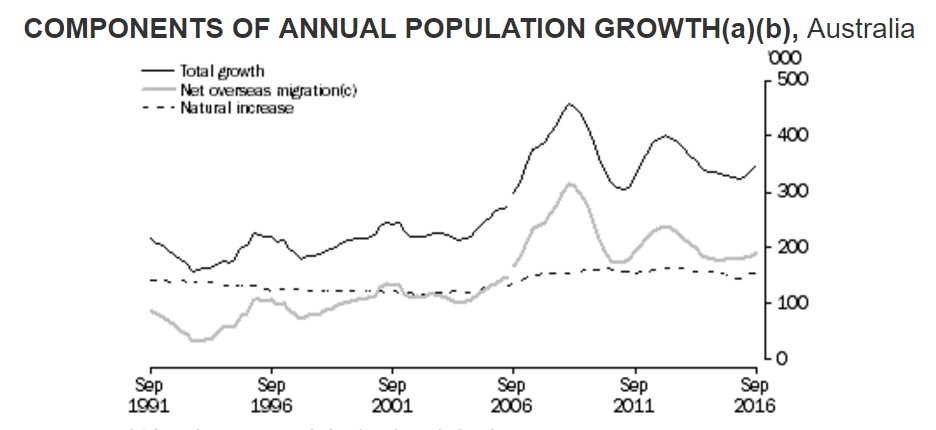 COMPONENTS OF ANNUAL POPULATION GROWTH(a)(b), Australia
'000
Total growth
Net overseas migration(c)
Natural increase
500
400
300
200
100
0
Sep Sep Sep Sep Sep Sep
1991 1996 2001 2006 2011 2016